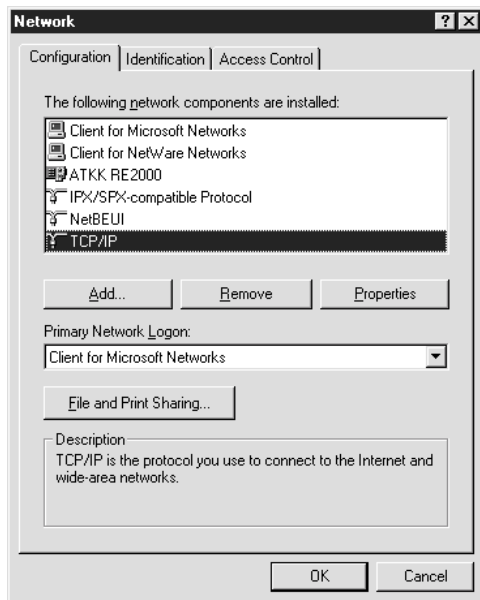 Network
Configuration Identification Access Control
The following network components are installed:
Client for Microsoft Networks
Client for NetWare Networks
ATKK RE2000
IPX/SPX-compatible Protocol
NetBEUI
TCP/IP
Add... Remove Properties
Primary Network Logon:
Client for Microsoft Networks
File and Print Sharing...
Description
TCP/IP is the protocol you use to connect to the Internet and
wide-area networks.
OK Cancel